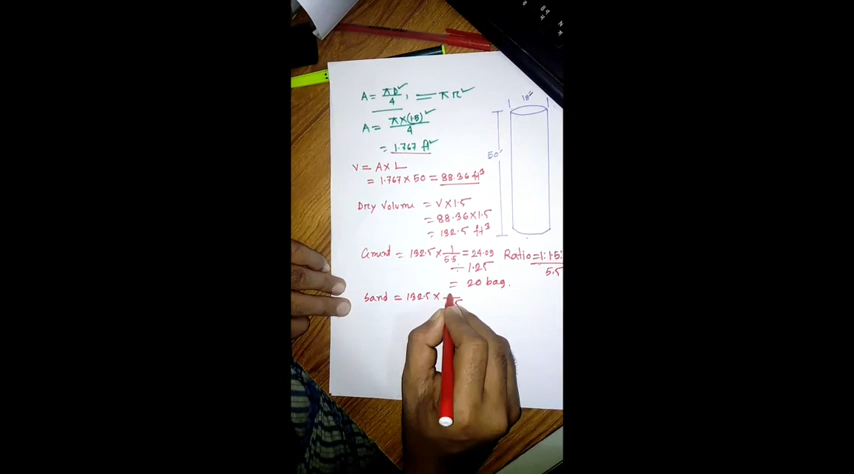 A = πD²/4, = πR²
A = π×(1.5)²/4
= 1.767 ft²
V = A × L
= 1.767 × 50 = 88.36 ft³
Dry Volume = V × 1.5
= 88.36 × 1.5
= 132.5 ft³
Cement = 132.5 × 1/5.5 = 24.09
÷ 1.25
= 20 bag.
Ratio = 1:1.5:
5.5
Sand = 132.5 ×
18"
50'